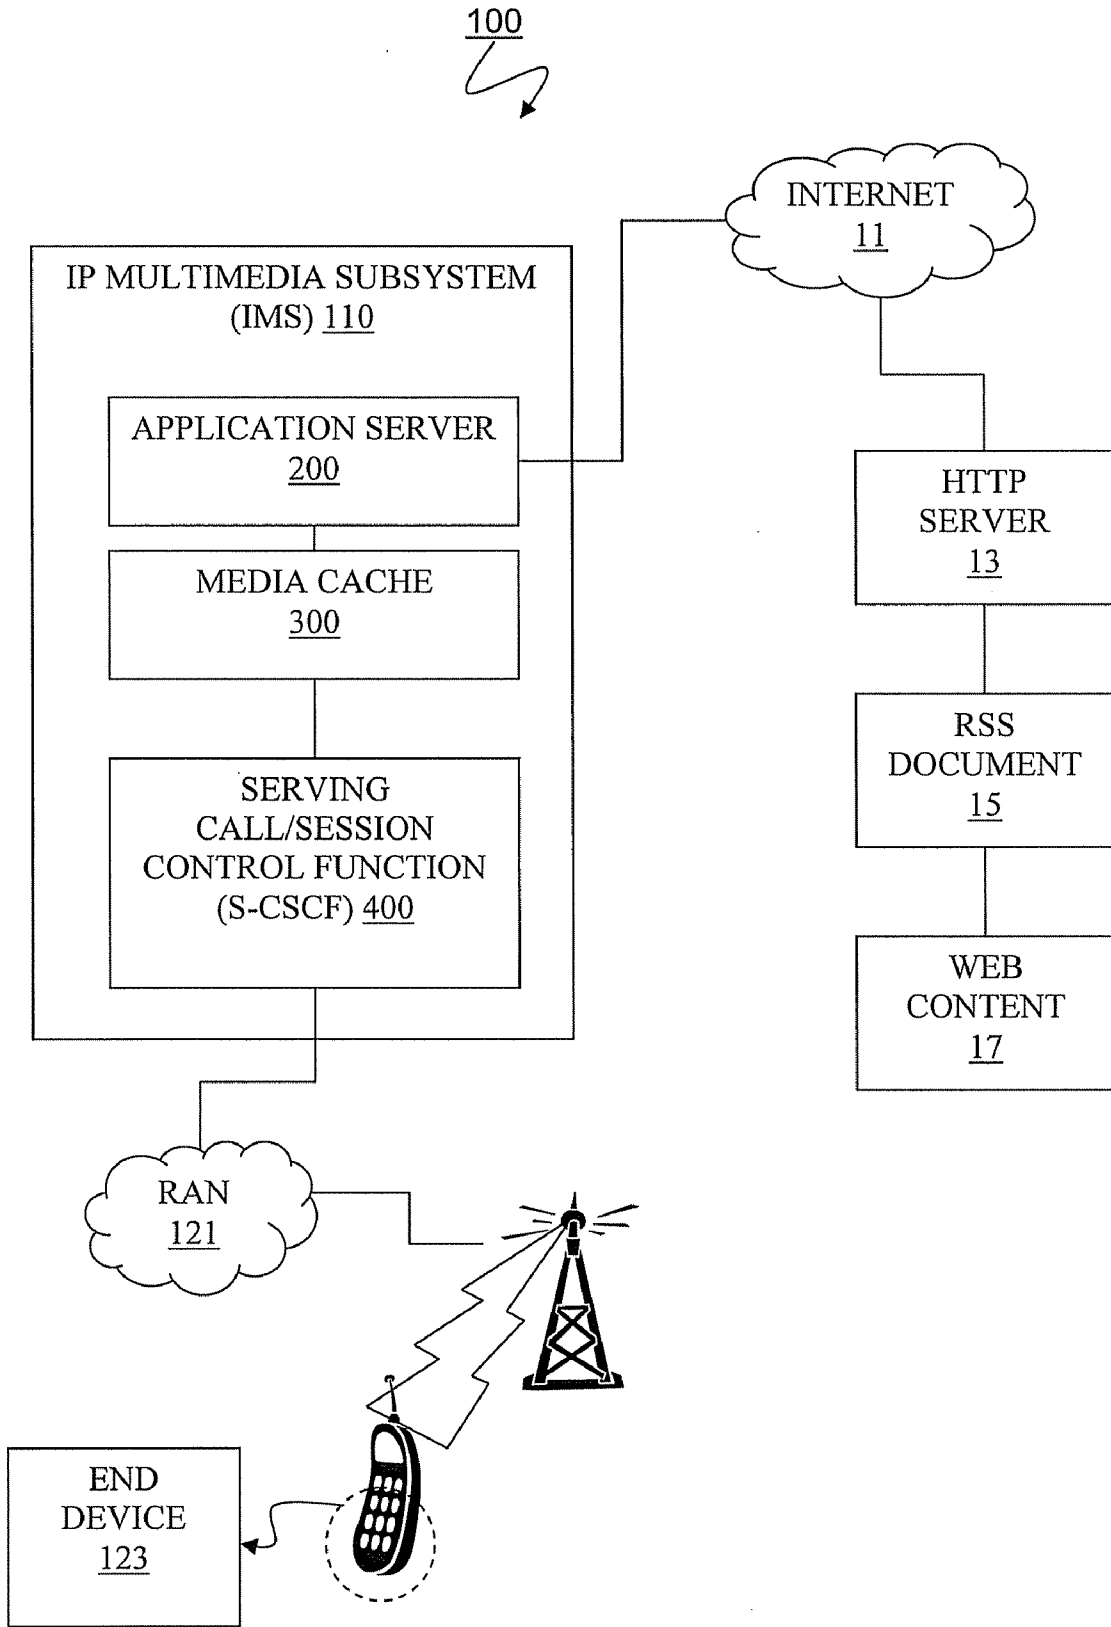 100
INTERNET
11
IP MULTIMEDIA SUBSYSTEM
(IMS) 110
APPLICATION SERVER
200
MEDIA CACHE
300
SERVING
CALL/SESSION
CONTROL FUNCTION
(S-CSCF) 400
HTTP
SERVER
13
RSS
DOCUMENT
15
WEB
CONTENT
17
RAN
121
END
DEVICE
123